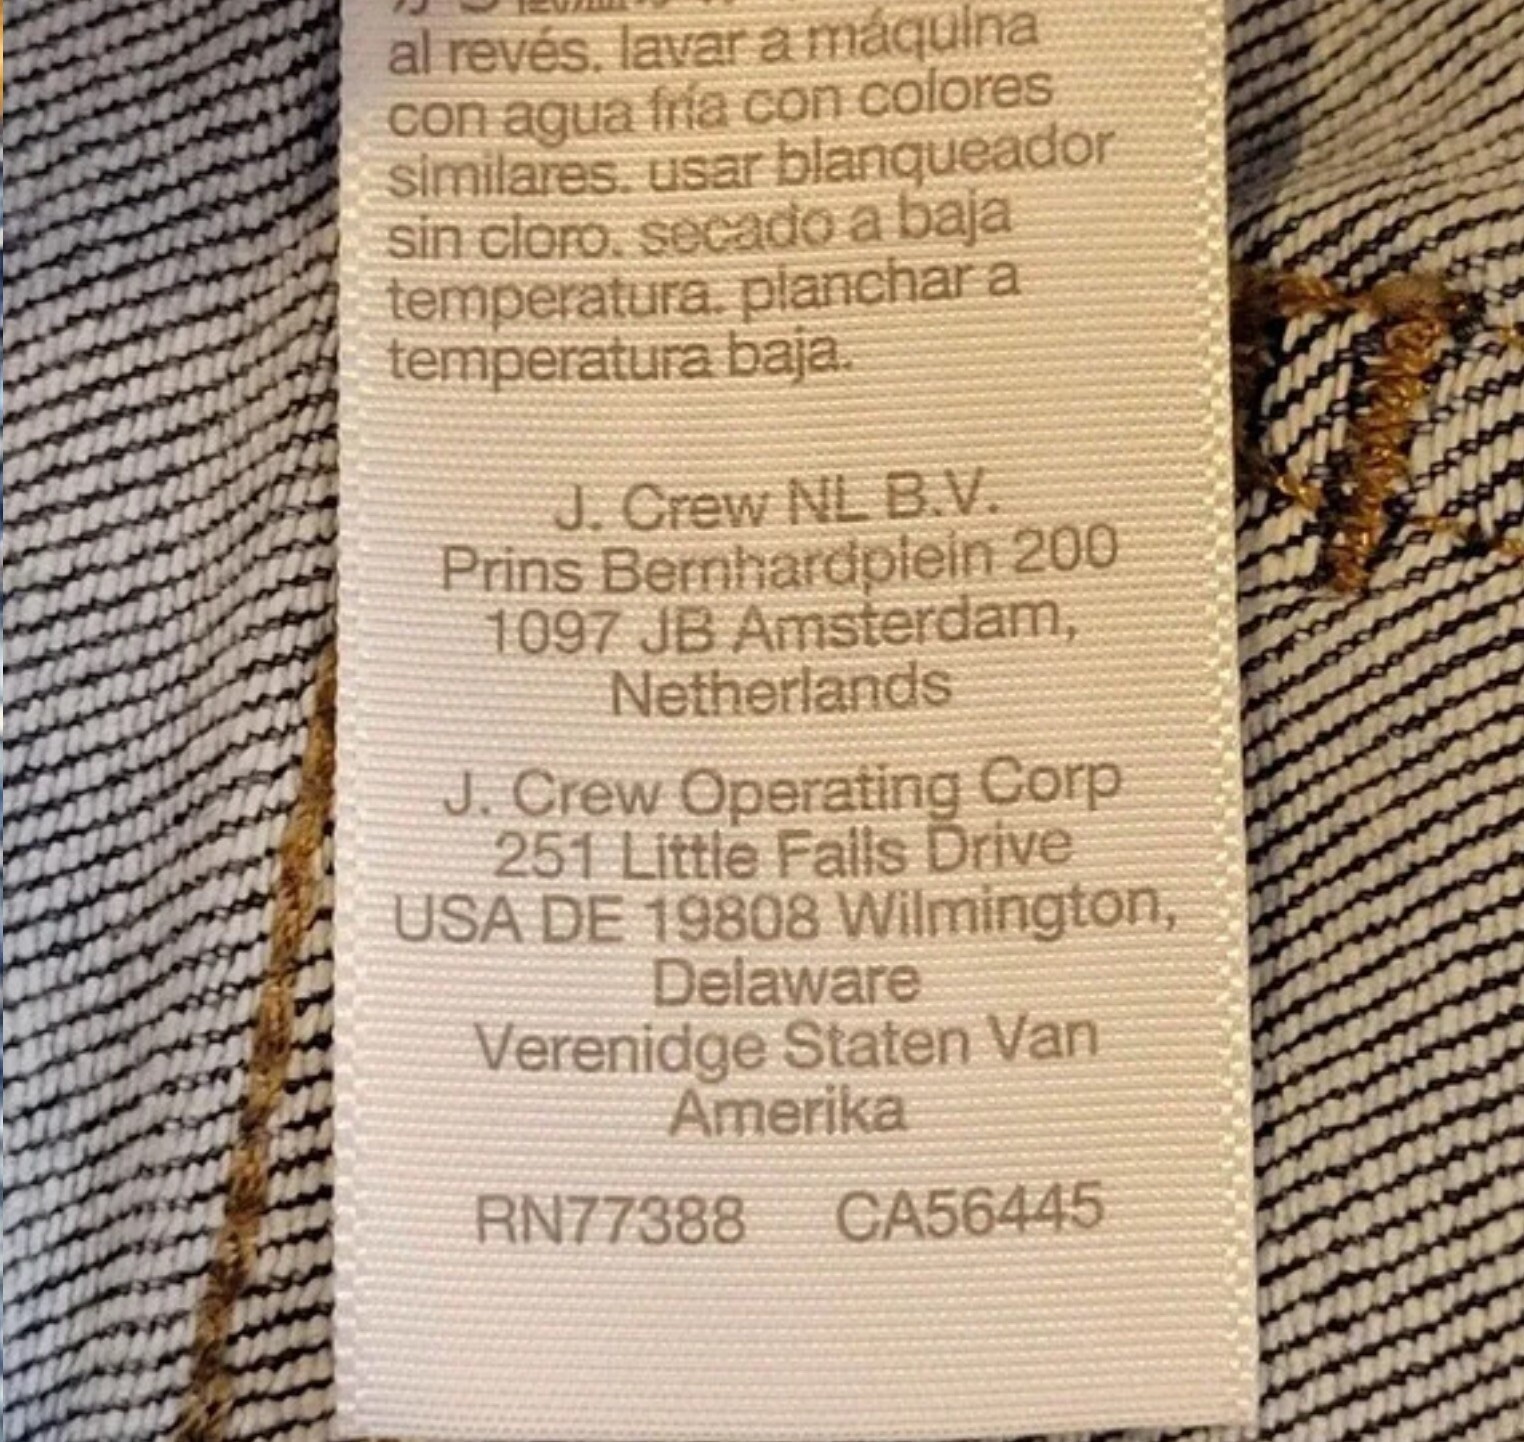 al revés. lavar a máquina
con agua fría con colores
similares. usar blanqueador
sin cloro. secado a baja
temperatura. planchar a
temperatura baja.
J. Crew NL B.V.
Prins Bernhardplein 200
1097 JB Amsterdam,
Netherlands
J. Crew Operating Corp
251 Little Falls Drive
USA DE 19808 Wilmington,
Delaware
Verenidge Staten Van
Amerika
RN77388 CA56445